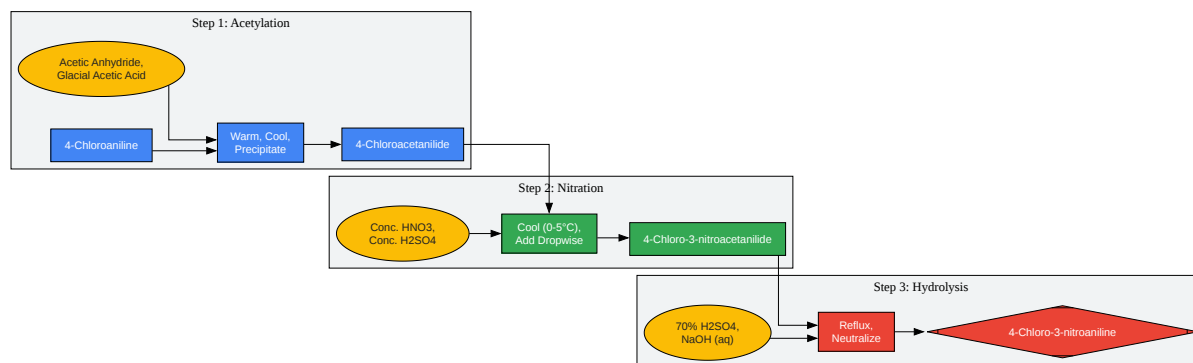 Step 1: Acetylation
Acetic Anhydride,
Glacial Acetic Acid
4-Chloroaniline
Warm, Cool,
Precipitate
4-Chloroacetanilide
Step 2: Nitration
Conc. HNO3,
Conc. H2SO4
Cool (0-5°C),
Add Dropwise
4-Chloro-3-nitroacetanilide
Step 3: Hydrolysis
70% H2SO4,
NaOH (aq)
Reflux,
Neutralize
4-Chloro-3-nitroaniline